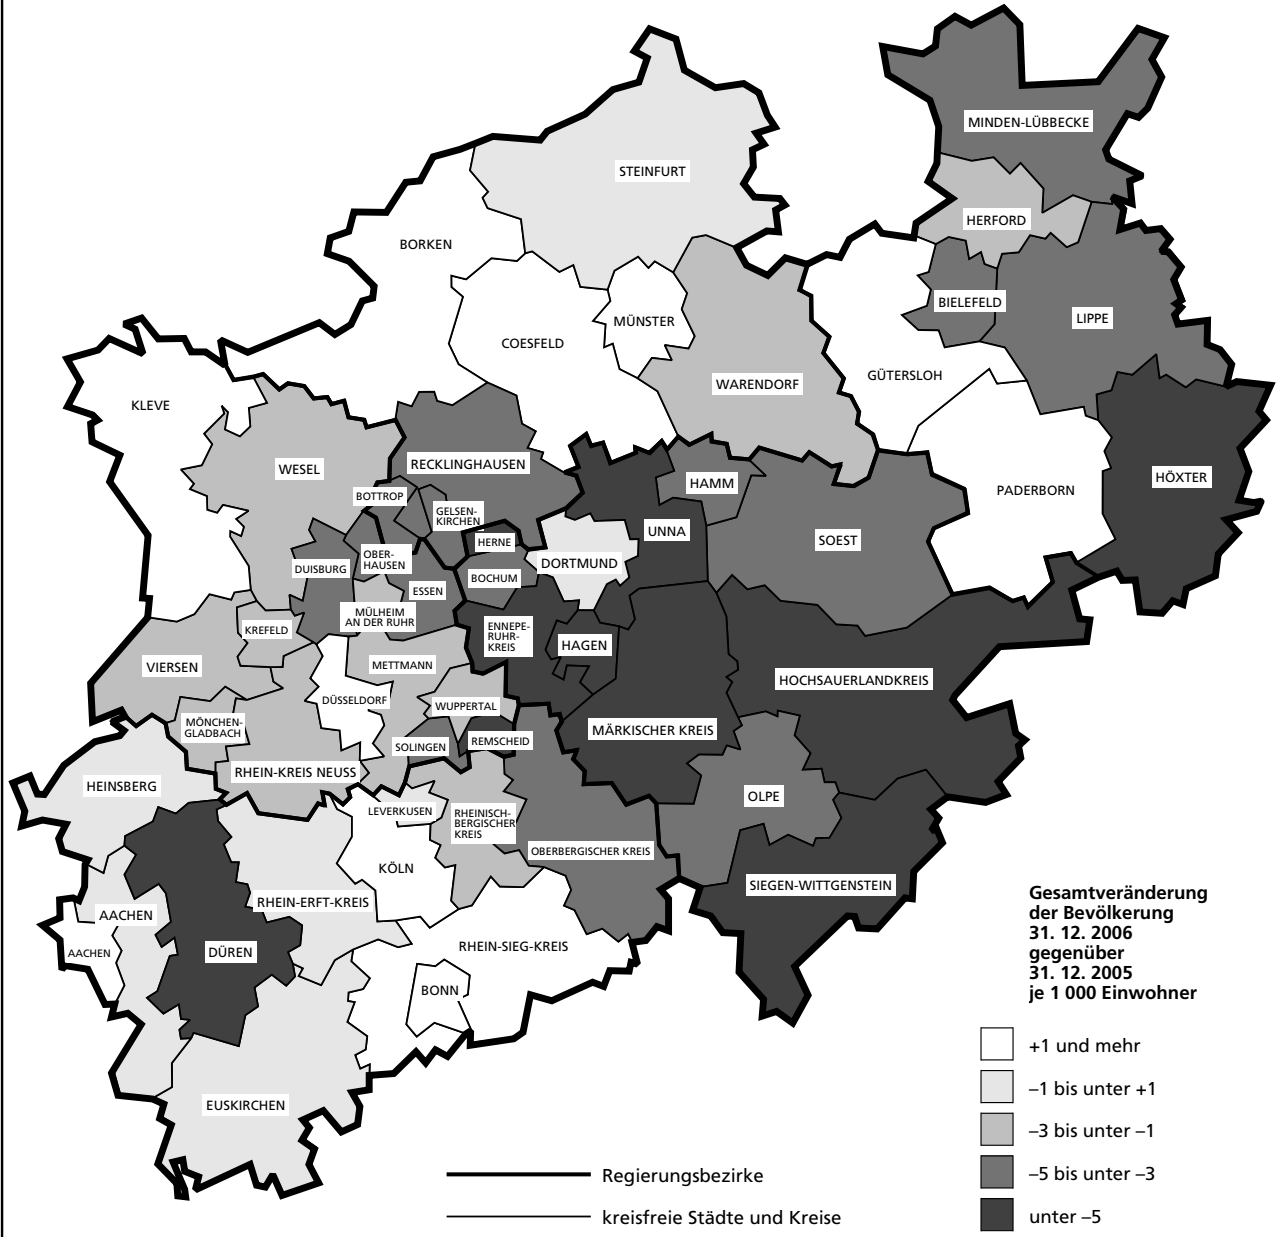 MINDEN-LÜBBECKE
STEINFURT
HERFORD
BORKEN
BIELEFELD
LIPPE
MÜNSTER
COESFELD
GÜTERSLOH
WARENDORF
KLEVE
RECKLINGHAUSEN
WESEL
HÖXTER
HAMM
PADERBORN
BOTTROP
GELSEN-
KIRCHEN
UNNA
SOEST
HERNE
OBER-
HAUSEN
DORTMUND
DUISBURG
BOCHUM
ESSEN
MÜLHEIM
AN DER RUHR
KREFELD
ENNEPE-
RUHR-
KREIS
HAGEN
VIERSEN
METTMANN
HOCHSAUERLANDKREIS
DÜSSELDORF
WUPPERTAL
MÖNCHEN-
GLADBACH
MÄRKISCHER KREIS
REMSCHEID
SOLINGEN
RHEIN-KREIS NEUSS
HEINSBERG
OLPE
LEVERKUSEN
RHEINISCH-
BERGISCHER
KREIS
OBERBERGISCHER KREIS
KÖLN
SIEGEN-WITTGENSTEIN
RHEIN-ERFT-KREIS
AACHEN
AACHEN
DÜREN
RHEIN-SIEG-KREIS
BONN
EUSKIRCHEN
Gesamtveränderung
der Bevölkerung
31. 12. 2006
gegenüber
31. 12. 2005
je 1 000 Einwohner
+1 und mehr
–1 bis unter +1
–3 bis unter –1
–5 bis unter –3
unter –5
Regierungsbezirke
kreisfreie Städte und Kreise